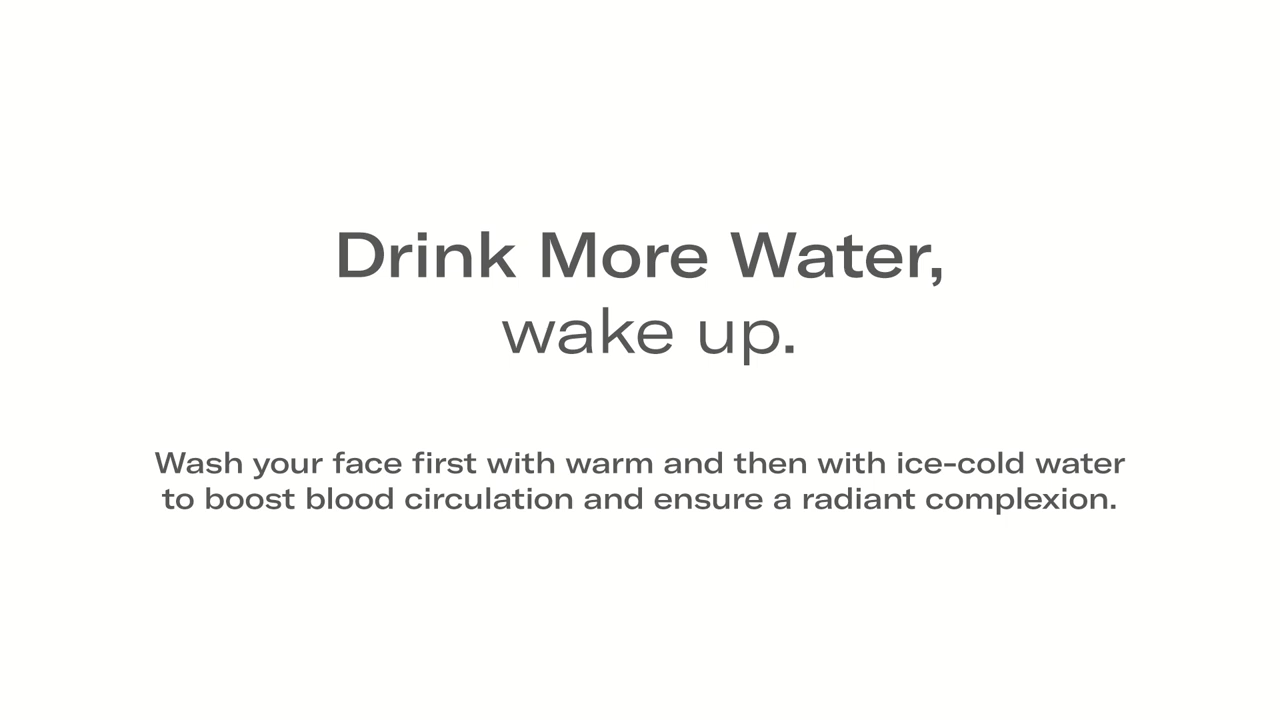 Drink More Water,
wake up.
Wash your face first with warm and then with ice-cold water
to boost blood circulation and ensure a radiant complexion.